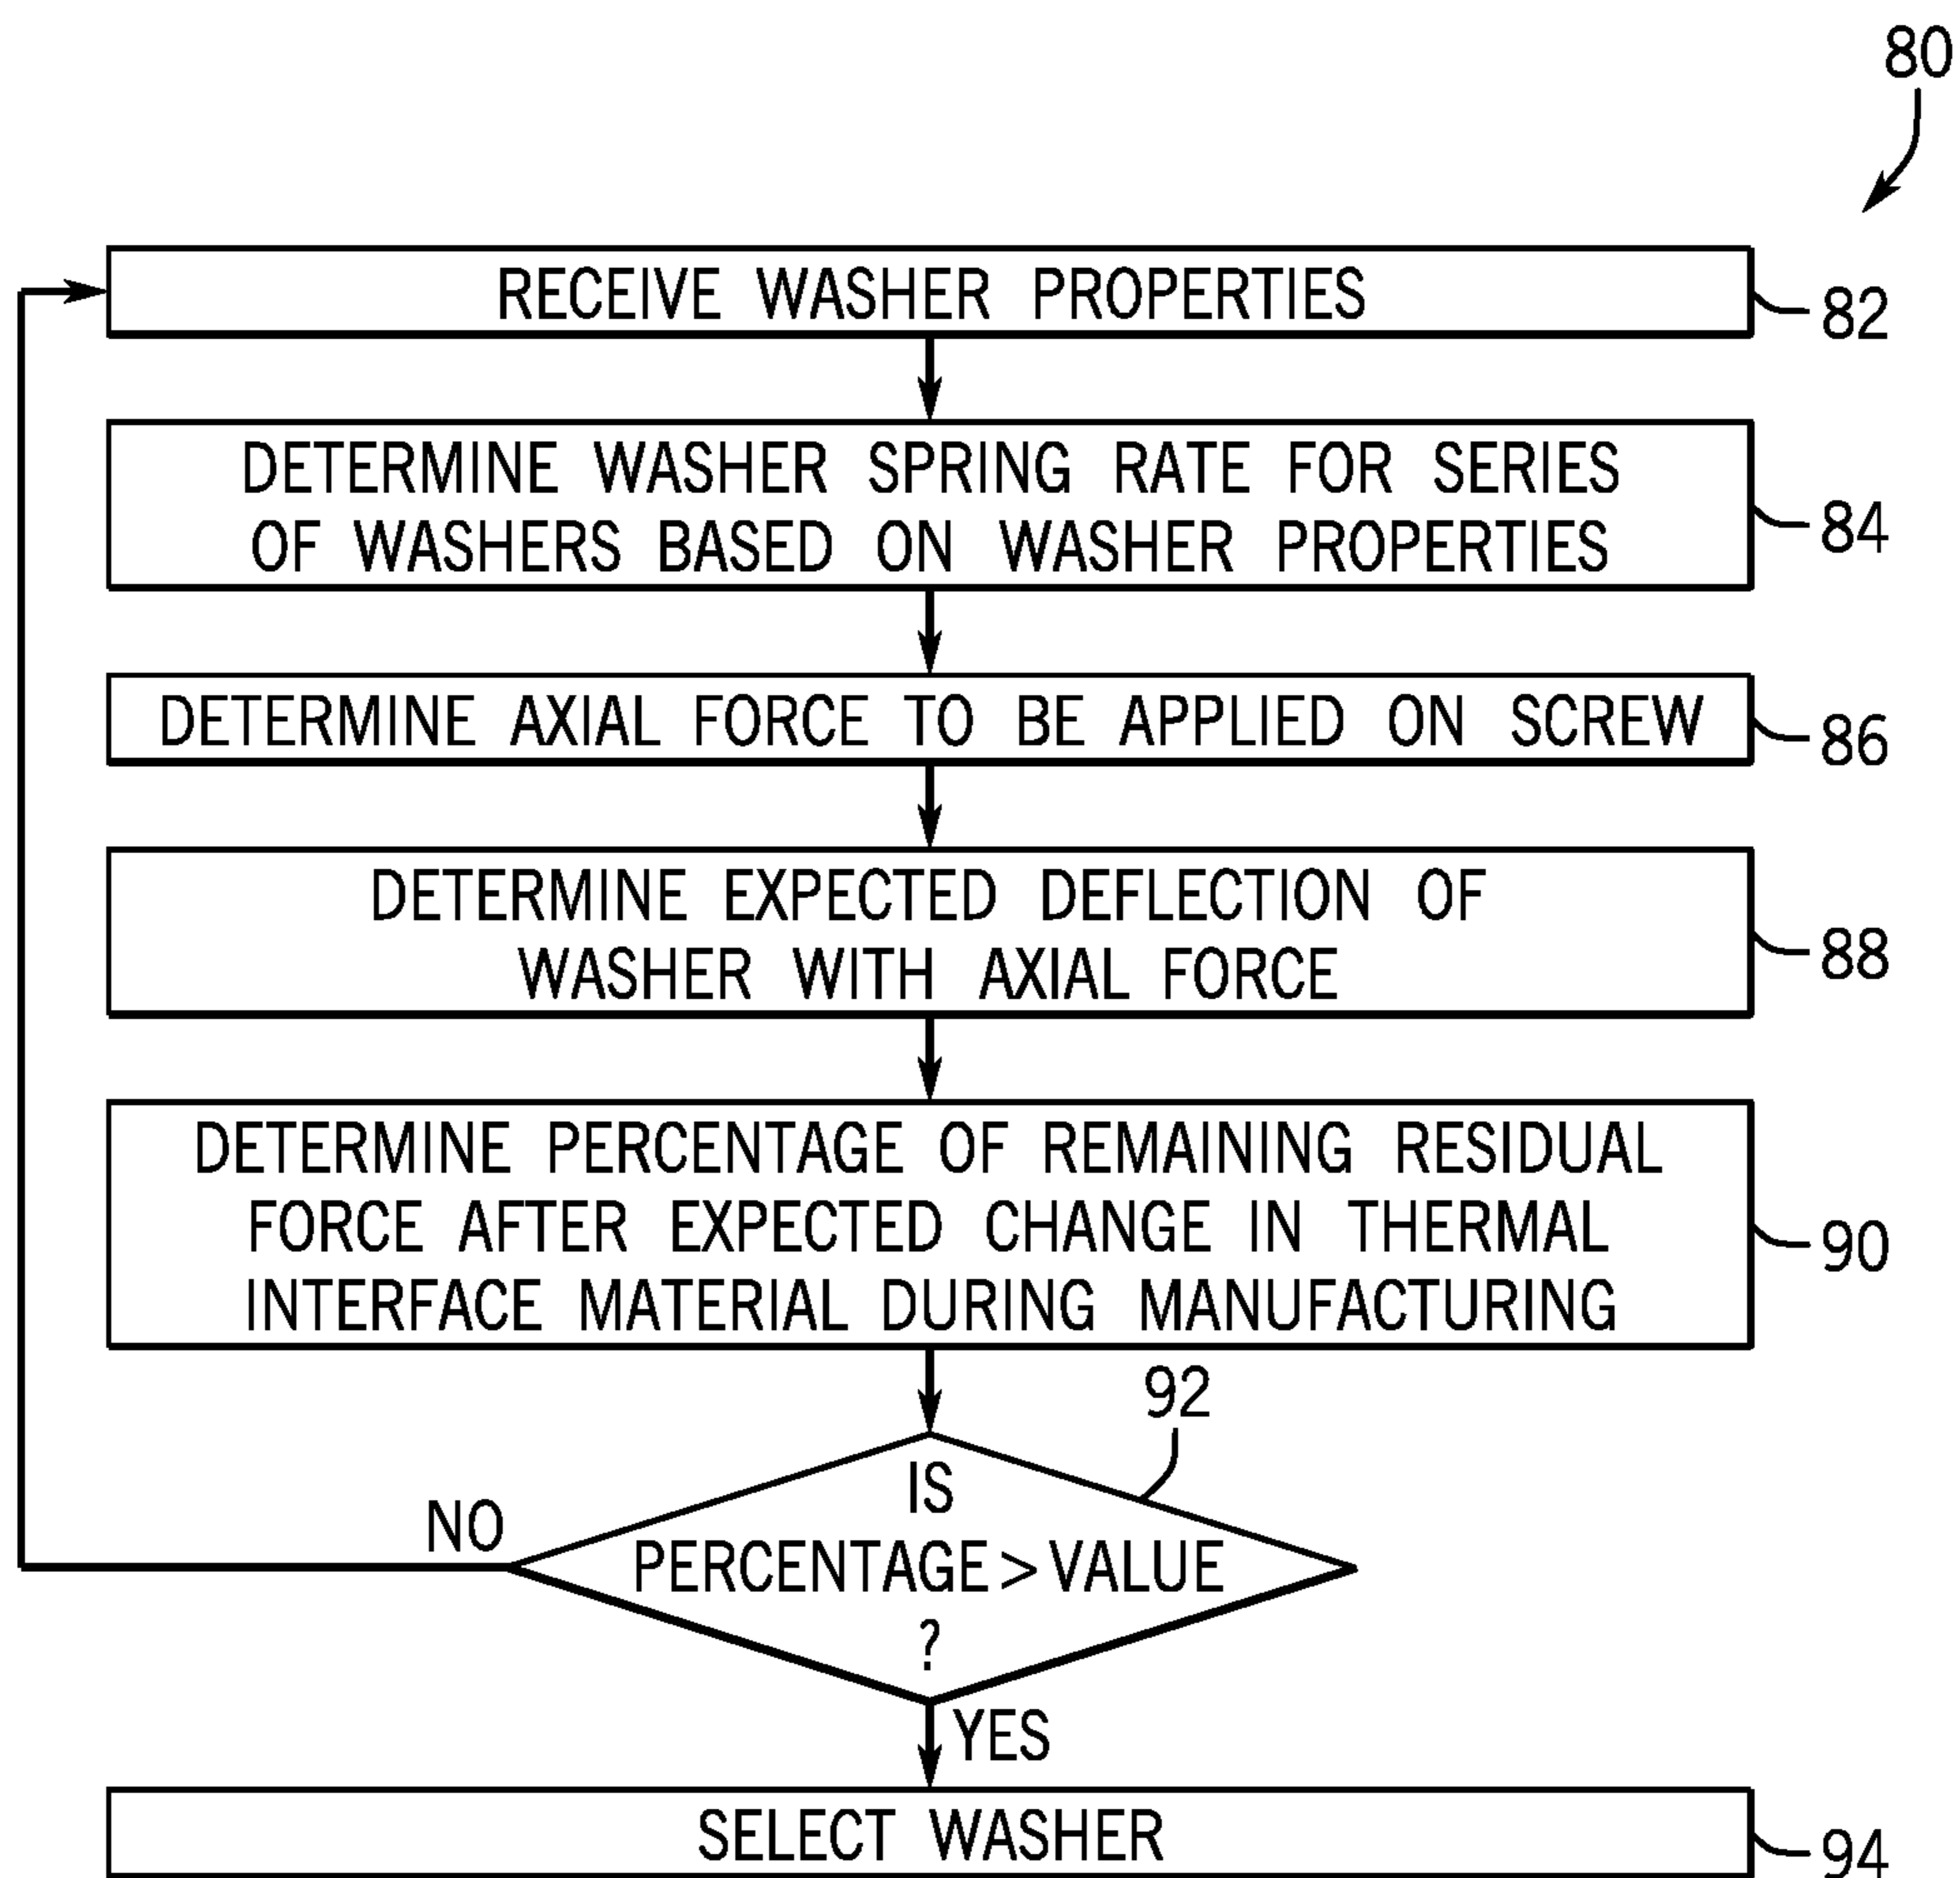 80
RECEIVE WASHER PROPERTIES
82
DETERMINE WASHER SPRING RATE FOR SERIES
OF WASHERS BASED ON WASHER PROPERTIES
84
DETERMINE AXIAL FORCE TO BE APPLIED ON SCREW
86
DETERMINE EXPECTED DEFLECTION OF
WASHER WITH AXIAL FORCE
88
DETERMINE PERCENTAGE OF REMAINING RESIDUAL
FORCE AFTER EXPECTED CHANGE IN THERMAL
INTERFACE MATERIAL DURING MANUFACTURING
90
92
IS
PERCENTAGE > VALUE
?
NO
YES
SELECT WASHER
94